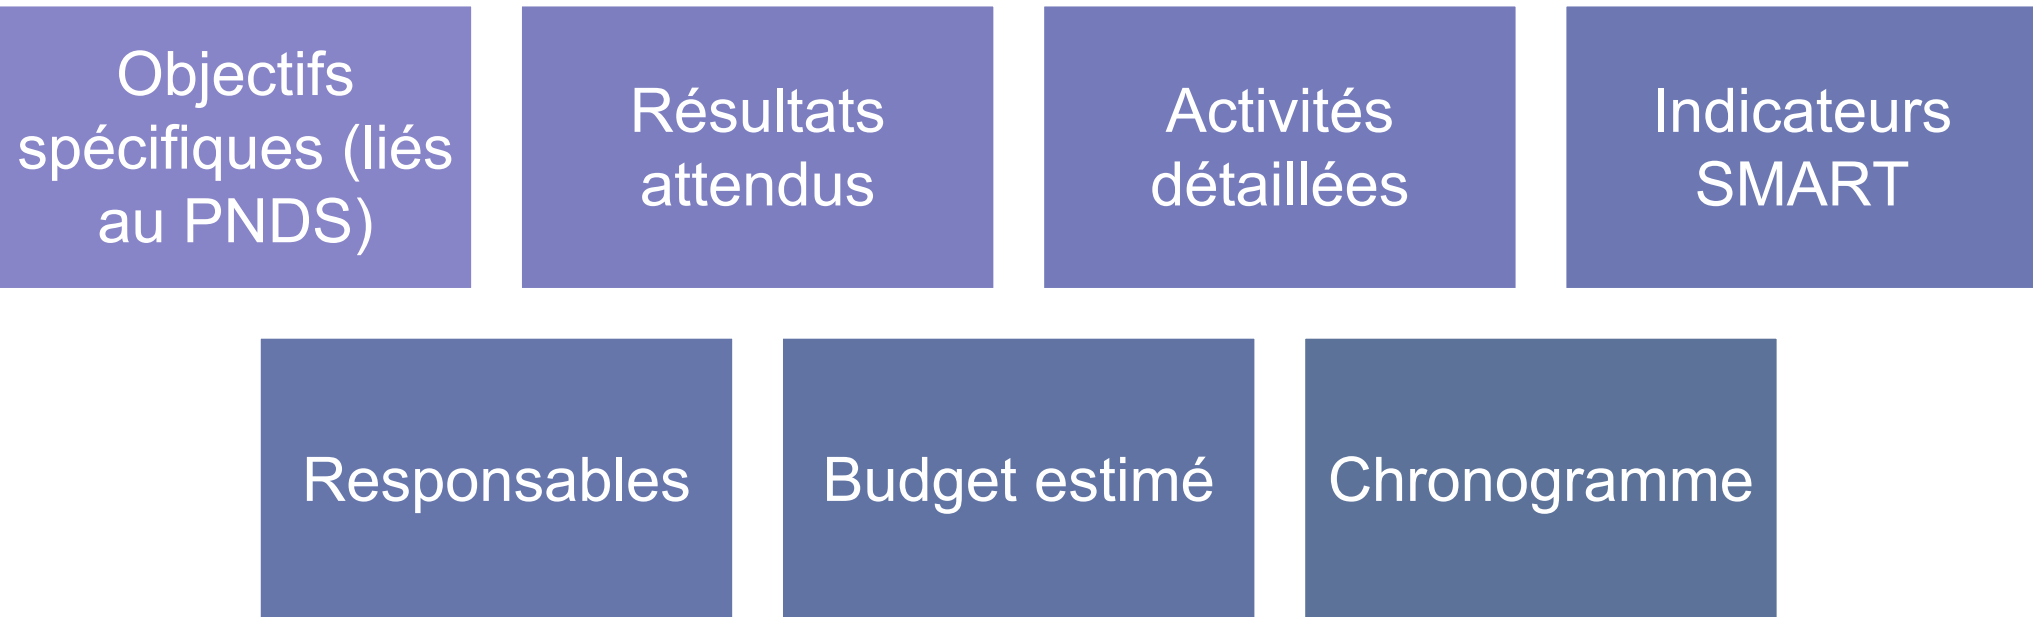 Objectifs
spécifiques (liés
au PNDS)
Résultats
attendus
Activités
détaillées
Indicateurs
SMART
Responsables
Budget estimé
Chronogramme